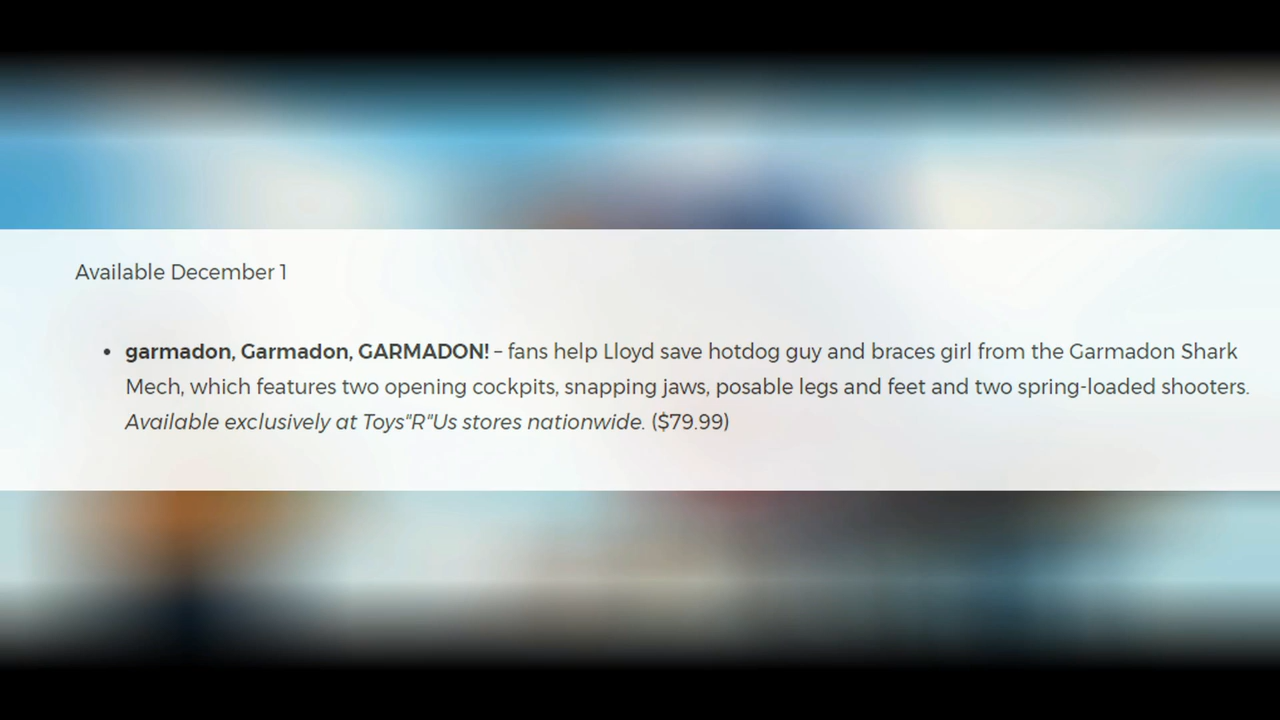 Available December 1
• garmadon, Garmadon, GARMADON! – fans help Lloyd save hotdog guy and braces girl from the Garmadon Shark
Mech, which features two opening cockpits, snapping jaws, posable legs and feet and two spring-loaded shooters.
Available exclusively at Toys"R"Us stores nationwide. ($79.99)